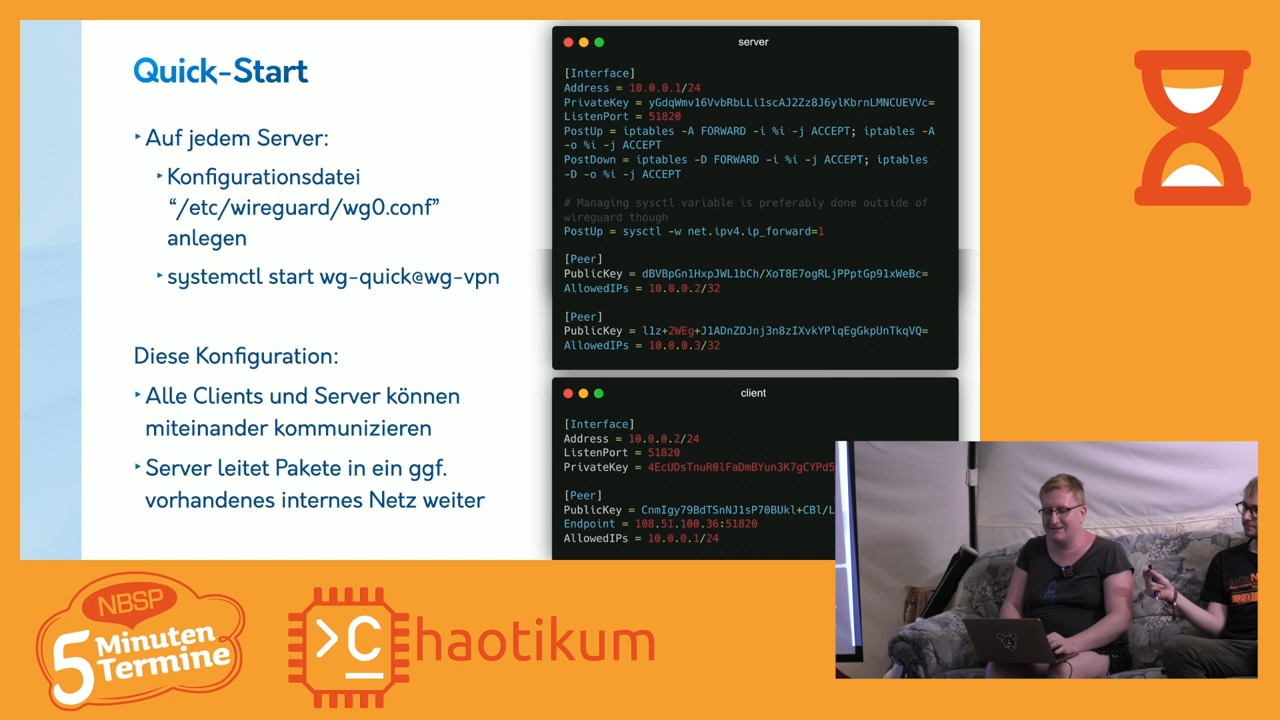 Quick-Start
‣ Auf jedem Server:
‣ Konfigurationsdatei
“/etc/wireguard/wg0.conf”
anlegen
‣ systemctl start wg-quick@wg-vpn
Diese Konfiguration:
‣ Alle Clients und Server können
miteinander kommunizieren
‣ Server leitet Pakete in ein ggf.
vorhandenes internes Netz weiter
server
[Interface]
Address = 10.0.0.1/24
PrivateKey = yGdqWmv16VvbRbLLi1scAJ2Zz8J6ylKbrnLMNCUEVVc=
ListenPort = 51820
PostUp = iptables -A FORWARD -i %i -j ACCEPT; iptables -A
-o %i -j ACCEPT
PostDown = iptables -D FORWARD -i %i -j ACCEPT; iptables
-D -o %i -j ACCEPT
# Managing sysctl variable is preferably done outside of
wireguard though
PostUp = sysctl -w net.ipv4.ip_forward=1
[Peer]
PublicKey = dBVBpGn1HxpJWL1bCh/XoT8E7ogRLjPPptGp91xWeBc=
AllowedIPs = 10.0.0.2/32
[Peer]
PublicKey = l1z+2WEg+J1ADnZDJnj3n8zIXvkYPlqEgGkpUnTkqVQ=
AllowedIPs = 10.0.0.3/32
client
[Interface]
Address = 10.0.0.2/24
ListenPort = 51820
PrivateKey = 4EcUDsTnuR0lFaDmBYun3K7gCYPd5
[Peer]
PublicKey = CnmIgy79BdTSnNJ1sP70BUkl+CBl/L
Endpoint = 108.51.100.36:51820
AllowedIPs = 10.0.0.1/24
NBSP
5 Minuten
Termine
>C_haotikum